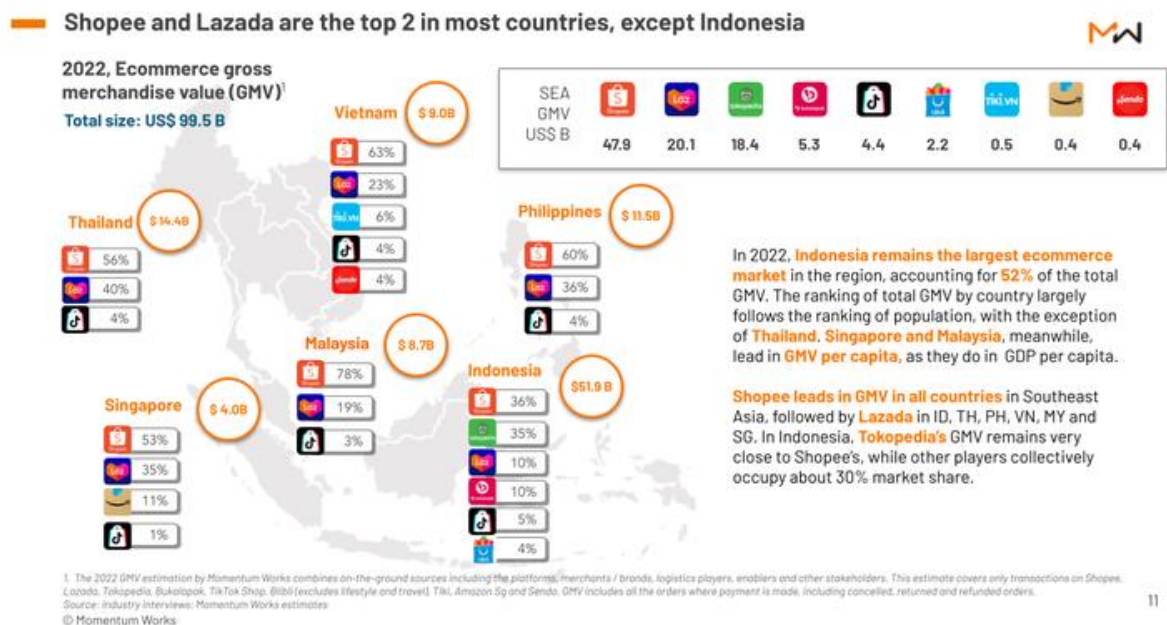 Shopee and Lazada are the top 2 in most countries, except Indonesia
MW
2022, Ecommerce gross
merchandise value (GMV)¹
Total size: US$ 99.5 B
SEA
GMV
US$ B
Shopee
Laz
tokopedia
TIKI.VN
Sendo
47.9 20.1 18.4 5.3 4.4 2.2 0.5 0.4 0.4
Vietnam $ 9.0B
63%
23%
6%
4%
4%
Thailand $ 14.4B
56%
40%
4%
Philippines $ 11.5B
60%
36%
4%
Malaysia $ 8.7B
78%
19%
3%
Singapore $ 4.0B
53%
35%
11%
1%
Indonesia $51.9 B
36%
35%
10%
10%
5%
4%
In 2022, Indonesia remains the largest ecommerce
market in the region, accounting for 52% of the total
GMV. The ranking of total GMV by country largely
follows the ranking of population, with the exception
of Thailand. Singapore and Malaysia, meanwhile,
lead in GMV per capita, as they do in GDP per capita.
Shopee leads in GMV in all countries in Southeast
Asia, followed by Lazada in ID, TH, PH, VN, MY and
SG. In Indonesia, Tokopedia's GMV remains very
close to Shopee's, while other players collectively
occupy about 30% market share.
1. The 2022 GMV estimation by Momentum Works combines on-the-ground sources including the platforms, merchants / brands, logistics players, enablers and other stakeholders. This estimate covers only transactions on Shopee,
Lazada, Tokopedia, Bukalapak, TikTok Shop, Blibli (excludes lifestyle and travel), Tiki, Amazon Sg and Sendo. GMV includes all the orders where payment is made, including cancelled, returned and refunded orders.
Source: industry interviews; Momentum Works estimates
© Momentum Works
11